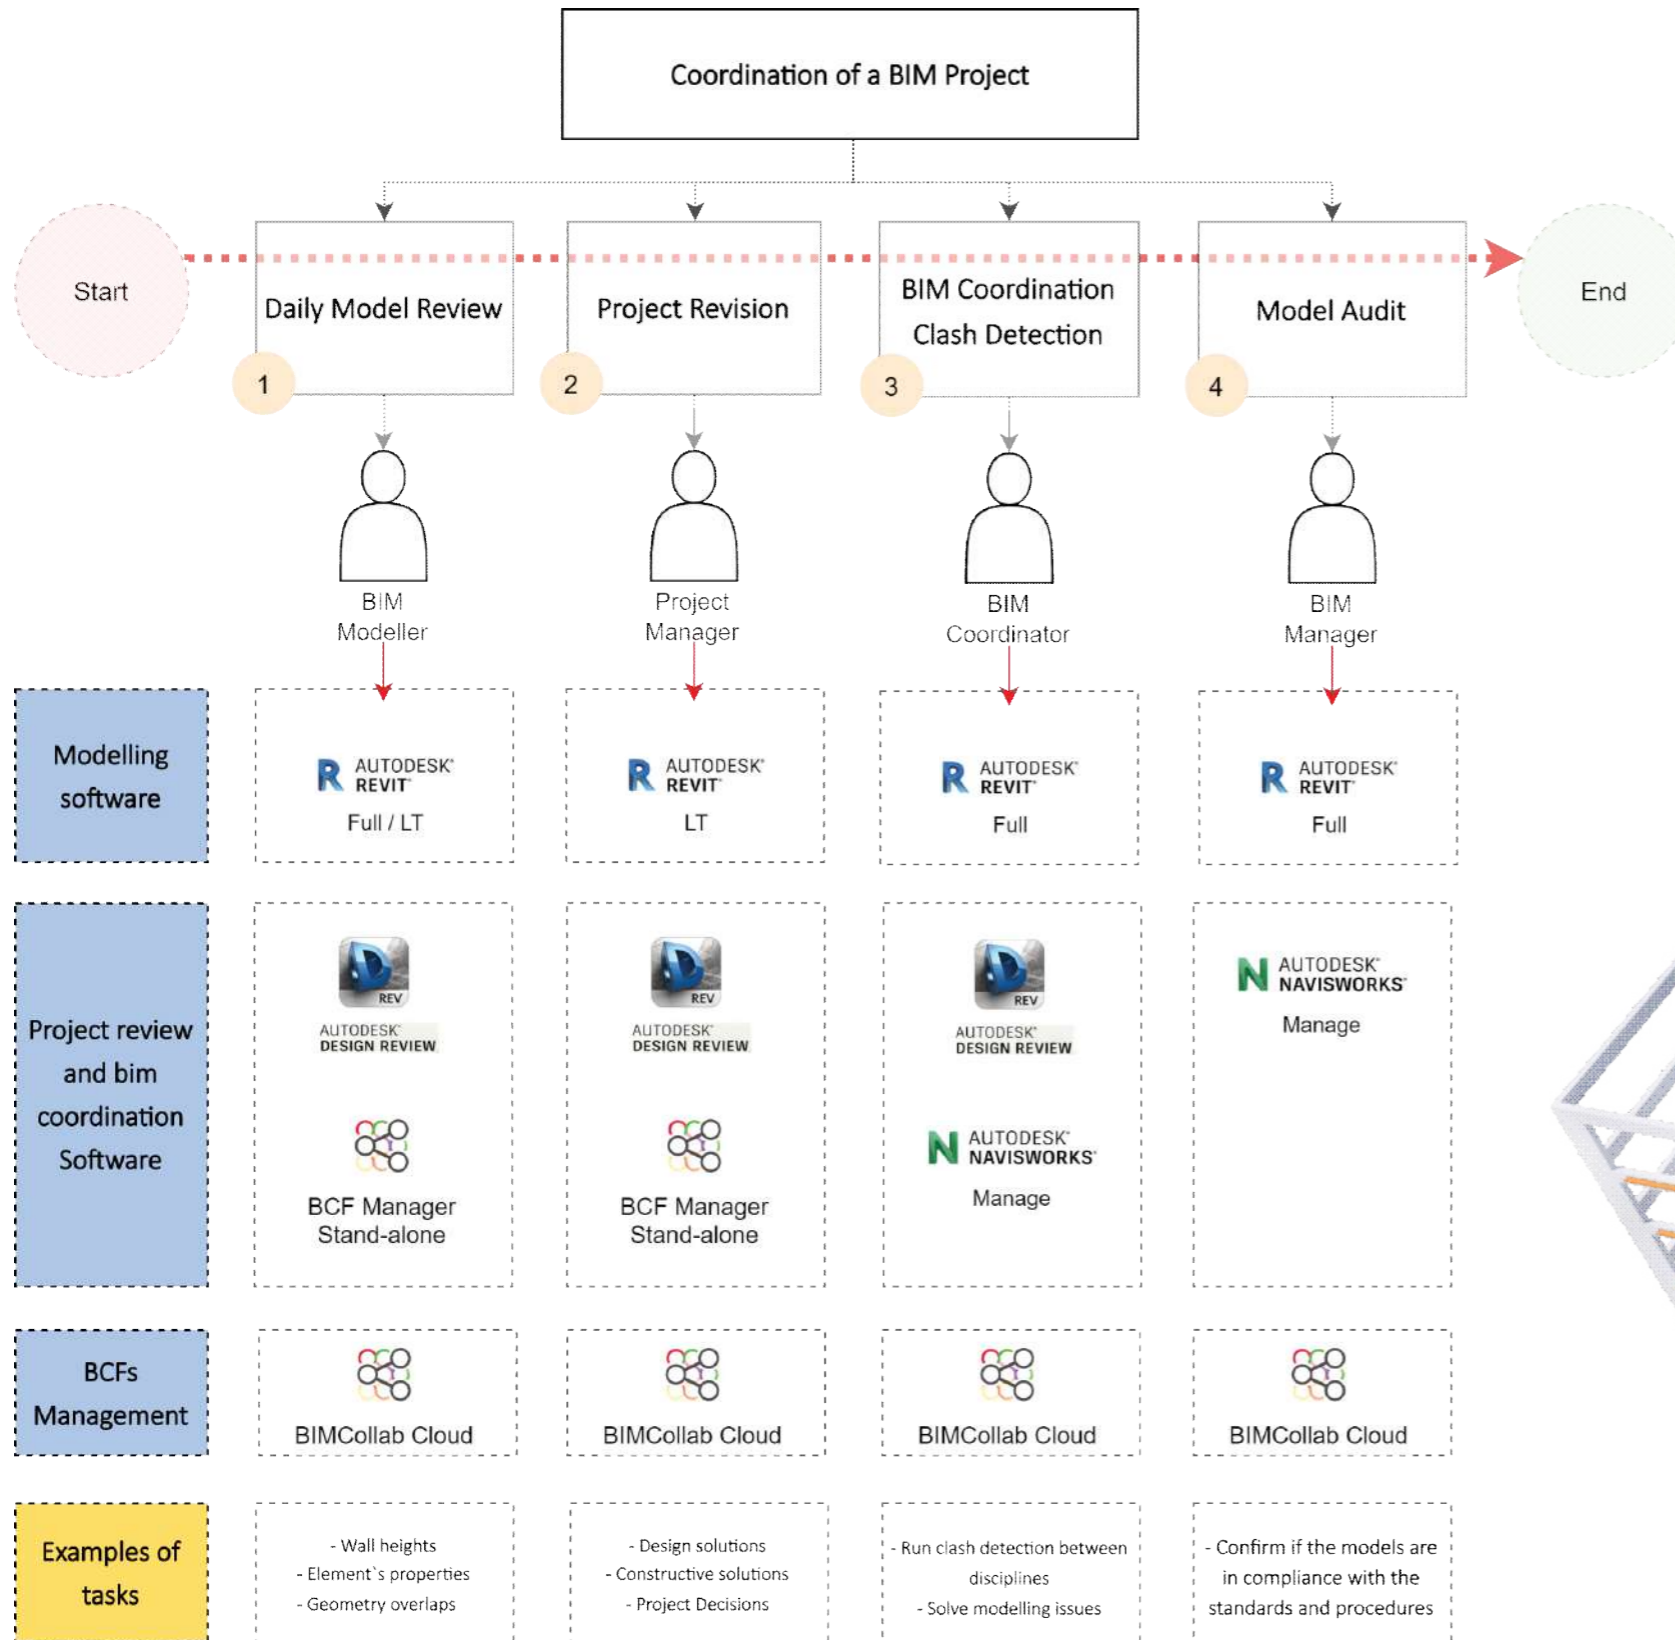 Coordination of a BIM Project
Start
Daily Model Review
1
Project Revision
2
BIM Coordination
Clash Detection
3
Model Audit
4
End
BIM
Modeller
Project
Manager
BIM
Coordinator
BIM
Manager
Modelling
software
R AUTODESK®
REVIT®
Full / LT
R AUTODESK®
REVIT®
LT
R AUTODESK®
REVIT®
Full
R AUTODESK®
REVIT®
Full
Project review
and bim
coordination
Software
D
REV
AUTODESK®
DESIGN REVIEW
BCF Manager
Stand-alone
D
REV
AUTODESK®
DESIGN REVIEW
BCF Manager
Stand-alone
D
REV
AUTODESK®
DESIGN REVIEW
N AUTODESK®
NAVISWORKS®
Manage
N AUTODESK®
NAVISWORKS®
Manage
BCFs
Management
BIMCollab Cloud
BIMCollab Cloud
BIMCollab Cloud
BIMCollab Cloud
Examples of
tasks
- Wall heights
- Element`s properties
- Geometry overlaps
- Design solutions
- Constructive solutions
- Project Decisions
- Run clash detection between
disciplines
- Solve modelling issues
- Confirm if the models are
in compliance with the
standards and procedures